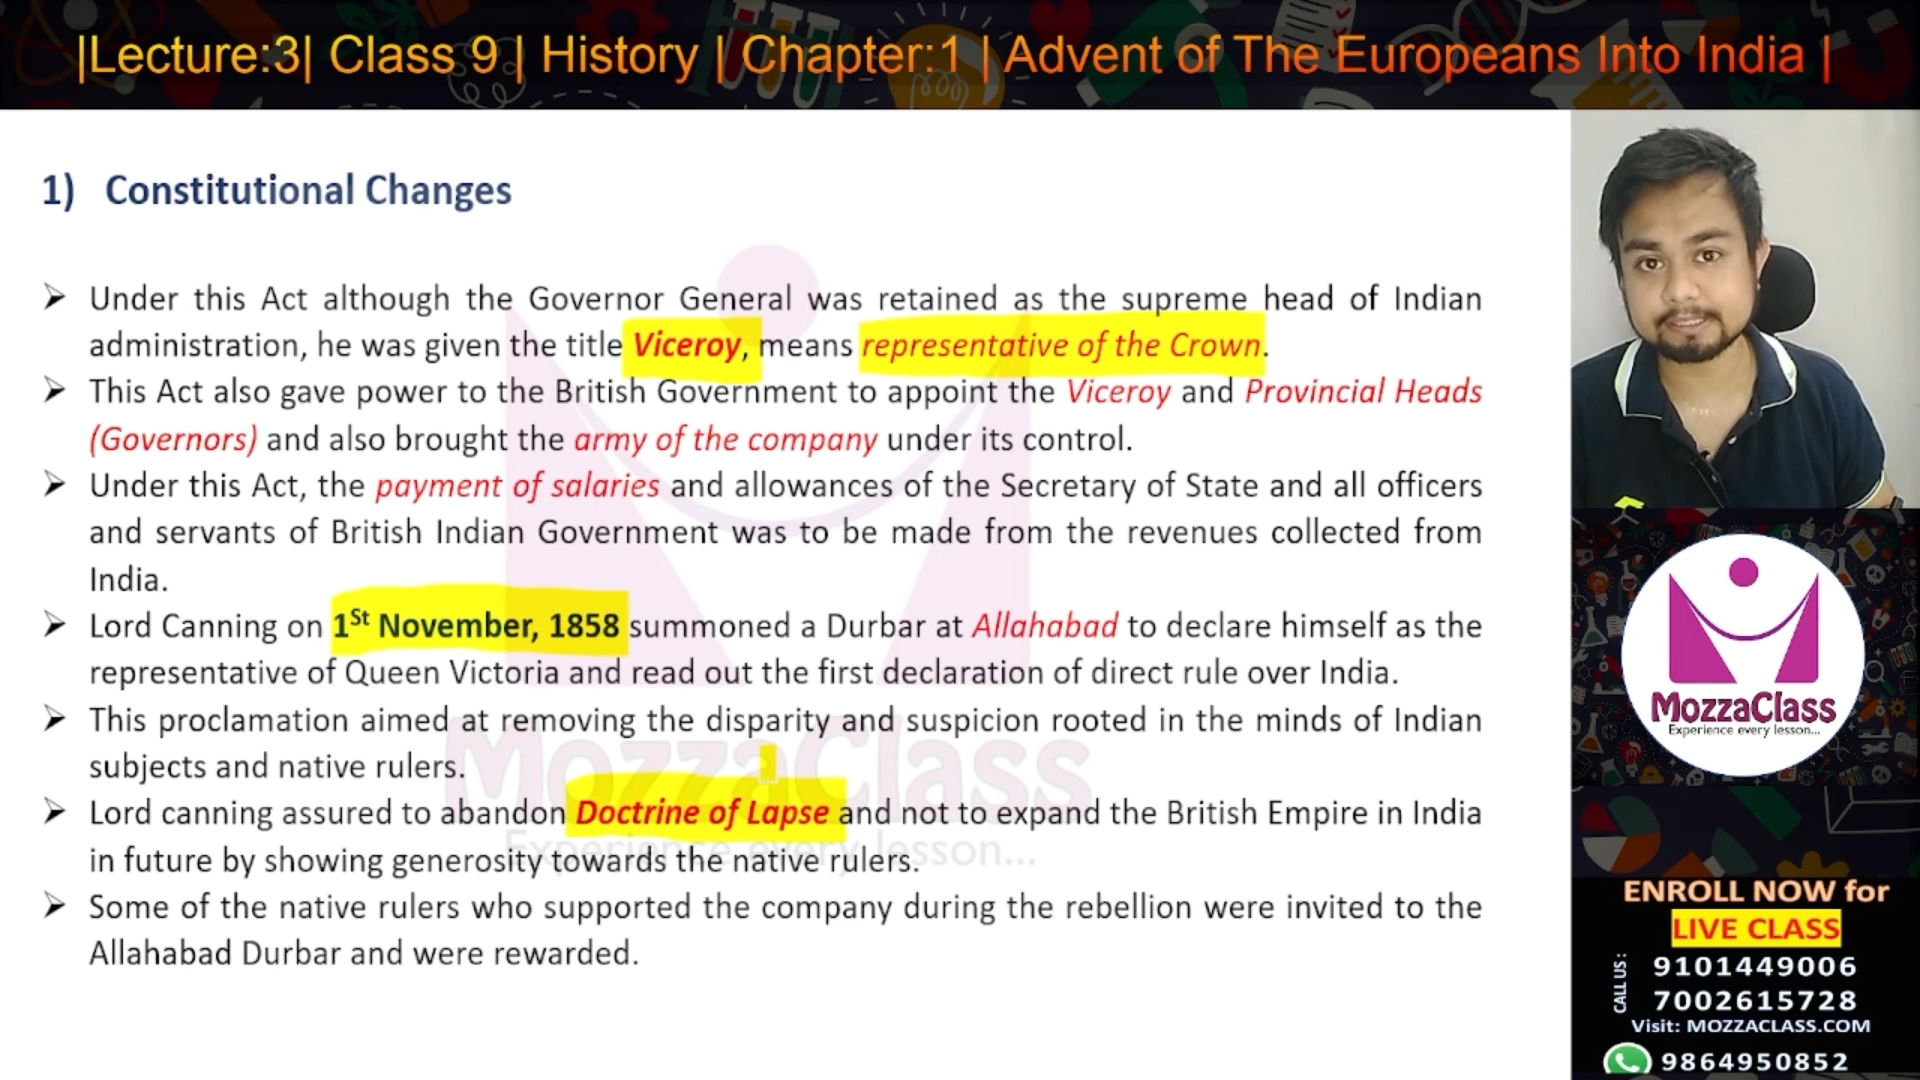 |Lecture:3| Class 9 | History | Chapter:1 | Advent of The Europeans Into India |
1) Constitutional Changes
➢ Under this Act although the Governor General was retained as the supreme head of Indian
administration, he was given the title Viceroy, means representative of the Crown.
➢ This Act also gave power to the British Government to appoint the Viceroy and Provincial Heads
(Governors) and also brought the army of the company under its control.
➢ Under this Act, the payment of salaries and allowances of the Secretary of State and all officers
and servants of British Indian Government was to be made from the revenues collected from
India.
➢ Lord Canning on 1St November, 1858 summoned a Durbar at Allahabad to declare himself as the
representative of Queen Victoria and read out the first declaration of direct rule over India.
➢ This proclamation aimed at removing the disparity and suspicion rooted in the minds of Indian
subjects and native rulers.
➢ Lord canning assured to abandon Doctrine of Lapse and not to expand the British Empire in India
in future by showing generosity towards the native rulers.
➢ Some of the native rulers who supported the company during the rebellion were invited to the
Allahabad Durbar and were rewarded.
MozzaClass
Experience every lesson...
MozzaClass
Experience every lesson...
ENROLL NOW for
LIVE CLASS
CALL US :
9101449006
7002615728
Visit: MOZZACLASS.COM
9864950852